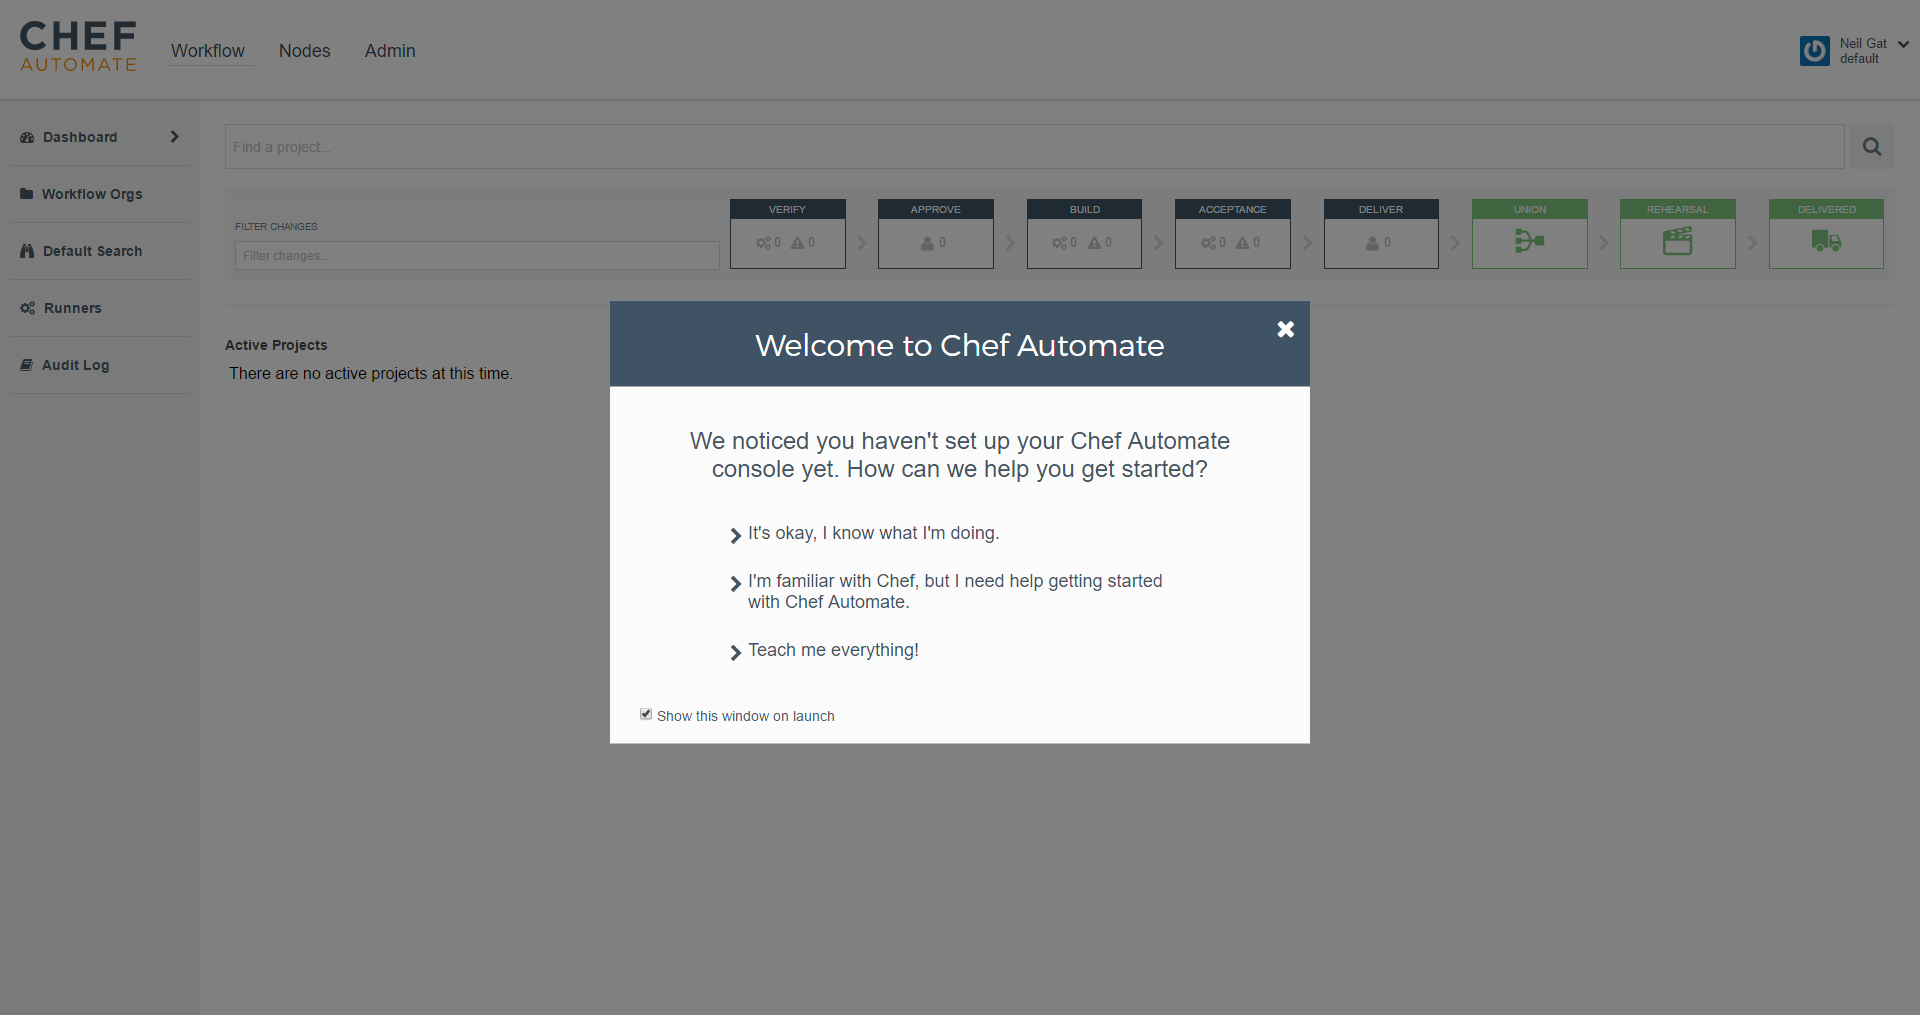 CHEF
AUTOMATE
Workflow
Nodes
Admin
Neil Gat
default
Dashboard
Workflow Orgs
Default Search
Runners
Audit Log
Find a project...
FILTER CHANGES
Filter changes...
VERIFY
0 0
APPROVE
0
BUILD
0 0
ACCEPTANCE
0 0
DELIVER
0
UNION
REHEARSAL
DELIVERED
Active Projects
There are no active projects at this time.
Welcome to Chef Automate
We noticed you haven't set up your Chef Automate
console yet. How can we help you get started?
It's okay, I know what I'm doing.
I'm familiar with Chef, but I need help getting started
with Chef Automate.
Teach me everything!
Show this window on launch